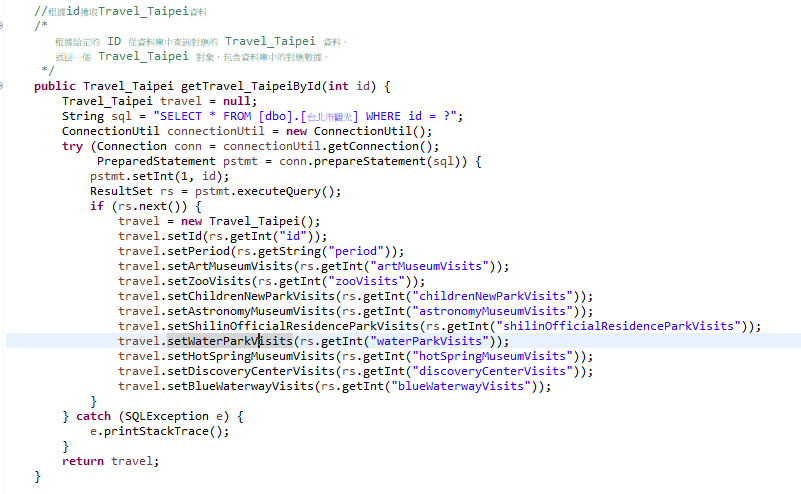 //根據id獲取Travel_Taipei資料
/*
根據給定的 ID 從資料庫中查詢對應的 Travel_Taipei 資料。
返回一個 Travel_Taipei 對象，包含資料庫中的對應數據。
*/
public Travel_Taipei getTravel_TaipeiById(int id) {
Travel_Taipei travel = null;
String sql = "SELECT * FROM [dbo].[台北市觀光] WHERE id = ?";
ConnectionUtil connectionUtil = new ConnectionUtil();
try (Connection conn = connectionUtil.getConnection();
PreparedStatement pstmt = conn.prepareStatement(sql)) {
pstmt.setInt(1, id);
ResultSet rs = pstmt.executeQuery();
if (rs.next()) {
travel = new Travel_Taipei();
travel.setId(rs.getInt("id"));
travel.setPeriod(rs.getString("period"));
travel.setArtMuseumVisits(rs.getInt("artMuseumVisits"));
travel.setZooVisits(rs.getInt("zooVisits"));
travel.setChildrenNewParkVisits(rs.getInt("childrenNewParkVisits"));
travel.setAstronomyMuseumVisits(rs.getInt("astronomyMuseumVisits"));
travel.setShilinOfficialResidenceParkVisits(rs.getInt("shilinOfficialResidenceParkVisits"));
travel.setWaterParkVisits(rs.getInt("waterParkVisits"));
travel.setHotSpringMuseumVisits(rs.getInt("hotSpringMuseumVisits"));
travel.setDiscoveryCenterVisits(rs.getInt("discoveryCenterVisits"));
travel.setBlueWaterwayVisits(rs.getInt("blueWaterwayVisits"));
}
} catch (SQLException e) {
e.printStackTrace();
}
return travel;
}